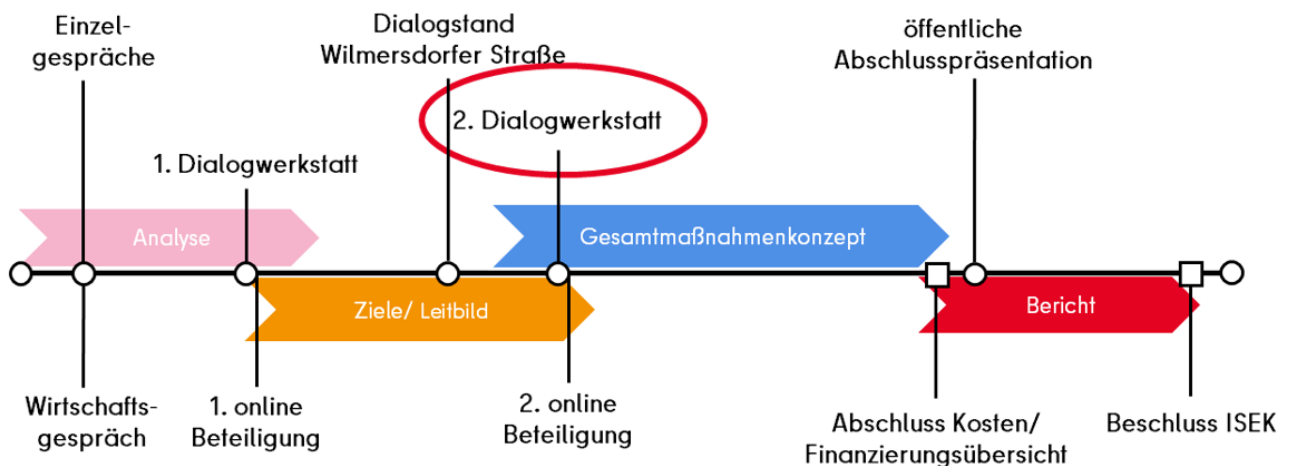 Einzel-
gespräche
Dialogstand
Wilmersdorfer Straße
öffentliche
Abschlusspräsentation
2. Dialogwerkstatt
1. Dialogwerkstatt
Analyse
Gesamtmaßnahmenkonzept
Ziele/ Leitbild
Bericht
Wirtschafts-
gespräch
1. online
Beteiligung
2. online
Beteiligung
Abschluss Kosten/
Finanzierungsübersicht
Beschluss ISEK